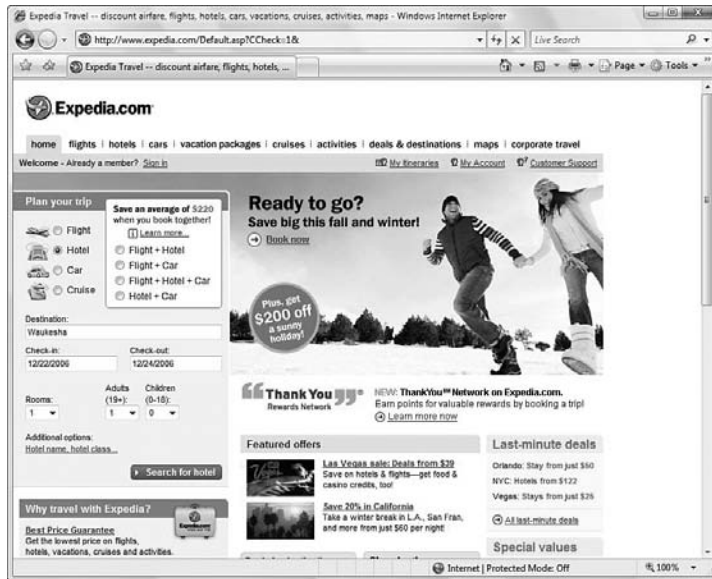 Expedia Travel -- discount airfare, flights, hotels, cars, vacations, cruises, activities, maps - Windows Internet Explorer
http://www.expedia.com/Default.asp?CCheck=1&
Live Search
Expedia Travel -- discount airfare, flights, hotels, ...
Page
Tools
Expedia.com
home flights hotels cars vacation packages cruises activities deals & destinations maps corporate travel
Welcome - Already a member? Sign in
My Itineraries My Account Customer Support
Plan your trip
Flight
Hotel
Car
Cruise
Save an average of $220
when you book together!
Learn more...
Flight + Hotel
Flight + Car
Flight + Hotel + Car
Hotel + Car
Destination:
Waukesha
Check-in: Check-out:
12/22/2006 12/24/2006
Rooms: Adults (19+): Children (0-18):
1 1 0
Additional options:
Hotel name, hotel class...
Search for hotel
Why travel with Expedia?
Best Price Guarantee
Get the lowest price on flights,
hotels, vacations, cruises and activities.
Expedia.com
Ready to go?
Save big this fall and winter!
Book now
Plus, get
$200 off
a sunny
holiday!
ThankYou
Rewards Network
NEW: ThankYou℠ Network on Expedia.com.
Earn points for valuable rewards by booking a trip!
Learn more now
Featured offers
Las Vegas sale: Deals from $39
Save on hotels & flights—get food &
casino credits, too!
Save 20% in California
Take a winter break in L.A., San Fran,
and more from just $60 per night!
Last-minute deals
Orlando: Stay from just $50
NYC: Hotels from $122
Vegas: Stays from just $26
All last-minute deals
Special values
Internet | Protected Mode: Off
100%